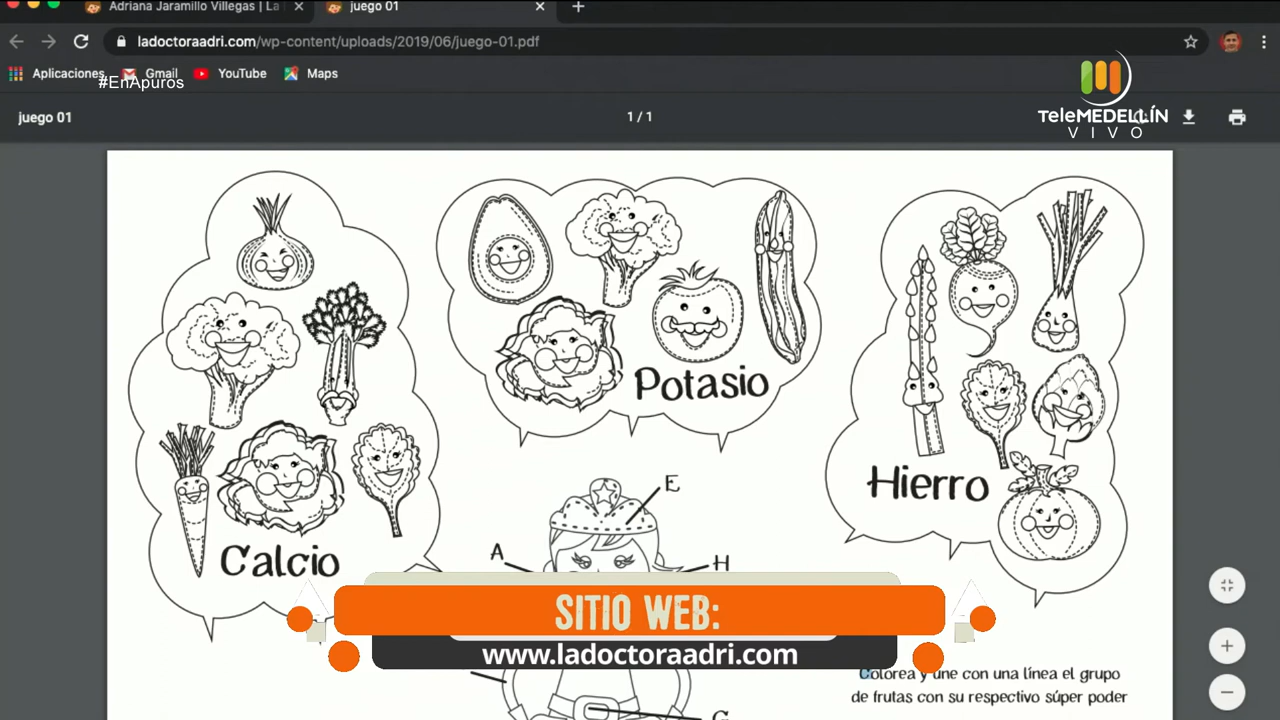 Adriana Jaramillo Villegas | La
juego 01
ladoctoraadri.com/wp-content/uploads/2019/06/juego-01.pdf
Aplicaciones
Gmail
YouTube
Maps
#EnApuros
TeleMEDELLÍN
VIVO
juego 01
1 / 1
Potasio
Hierro
Calcio
E
A
H
SITIO WEB:
www.ladoctoraadri.com
Colorea y une con una línea el grupo
de frutas con su respectivo súper poder